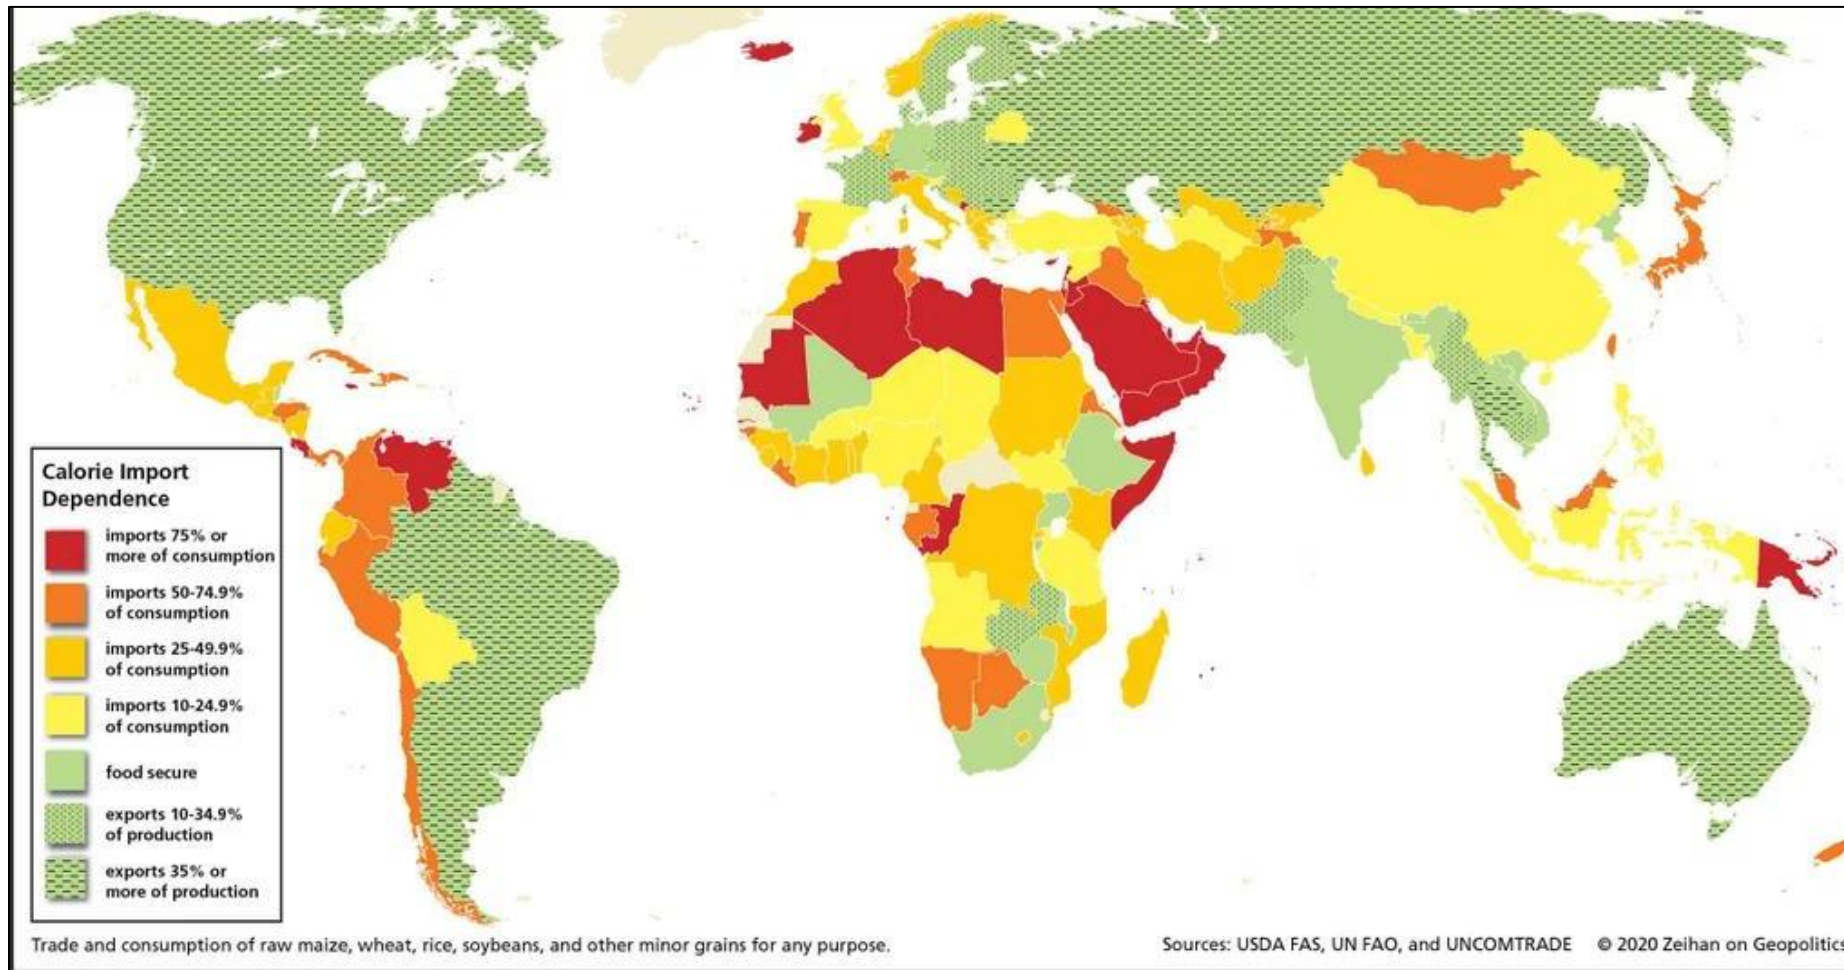 Calorie Import
Dependence
imports 75% or
more of consumption
imports 50-74.9%
of consumption
imports 25-49.9%
of consumption
imports 10-24.9%
of consumption
food secure
exports 10-34.9%
of production
exports 35% or
more of production
Trade and consumption of raw maize, wheat, rice, soybeans, and other minor grains for any purpose.
Sources: USDA FAS, UN FAO, and UNCOMTRADE © 2020 Zeihan on Geopolitics